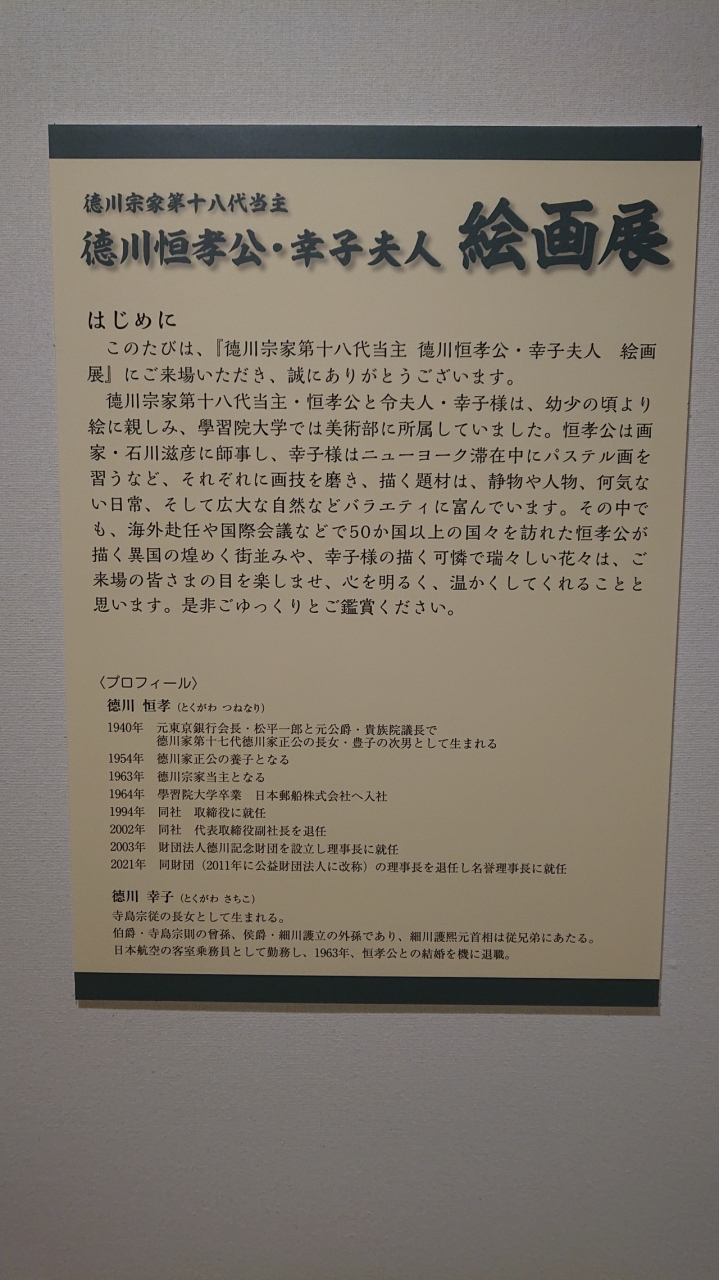 德川宗家第十八代当主
德川恒孝公・幸子夫人 絵画展
はじめに
このたびは、『德川宗家第十八代当主 德川恒孝公・幸子夫人 絵画
展』にご来場いただき、誠にありがとうございます。
德川宗家第十八代当主・恒孝公と令夫人・幸子様は、幼少の頃より
絵に親しみ、學習院大学では美術部に所属していました。恒孝公は画
家・石川滋彦に師事し、幸子様はニューヨーク滞在中にパステル画を
習うなど、それぞれに画技を磨き、描く題材は、静物や人物、何気な
い日常、そして広大な自然などバラエティに富んでいます。その中で
も、海外赴任や国際会議などで50か国以上の国々を訪れた恒孝公が
描く異国の煌めく街並みや、幸子様の描く可憐で瑞々しい花々は、ご
来場の皆さまの目を楽しませ、心を明るく、温かくしてくれることと
思います。是非ごゆっくりとご鑑賞ください。
〈プロフィール〉
德川 恒孝（とくがわ つねなり）
1940年 元東京銀行会長・松平一郎と元公爵・貴族院議長で
德川家第十七代德川家正公の長女・豊子の次男として生まれる
1954年 德川家正公の養子となる
1963年 德川宗家当主となる
1964年 學習院大学卒業 日本郵船株式会社へ入社
1994年 同社 取締役に就任
2002年 同社 代表取締役副社長を退任
2003年 財団法人德川記念財団を設立し理事長に就任
2021年 同財団（2011年に公益財団法人に改称）の理事長を退任し名誉理事長に就任
德川 幸子（とくがわ さちこ）
寺島宗従の長女として生まれる。
伯爵・寺島宗則の曾孫、侯爵・細川護立の外孫であり、細川護熙元首相は従兄弟にあたる。
日本航空の客室乗務員として勤務し、1963年、恒孝公との結婚を機に退職。